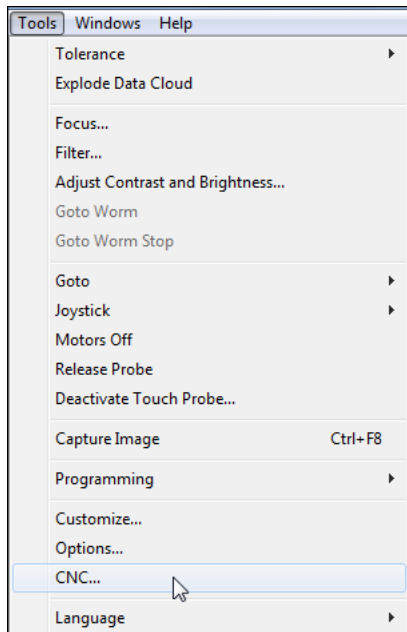 Tools Windows Help
Tolerance
Explode Data Cloud
Focus...
Filter...
Adjust Contrast and Brightness...
Goto Worm
Goto Worm Stop
Goto
Joystick
Motors Off
Release Probe
Deactivate Touch Probe...
Capture Image Ctrl+F8
Programming
Customize...
Options...
CNC...
Language